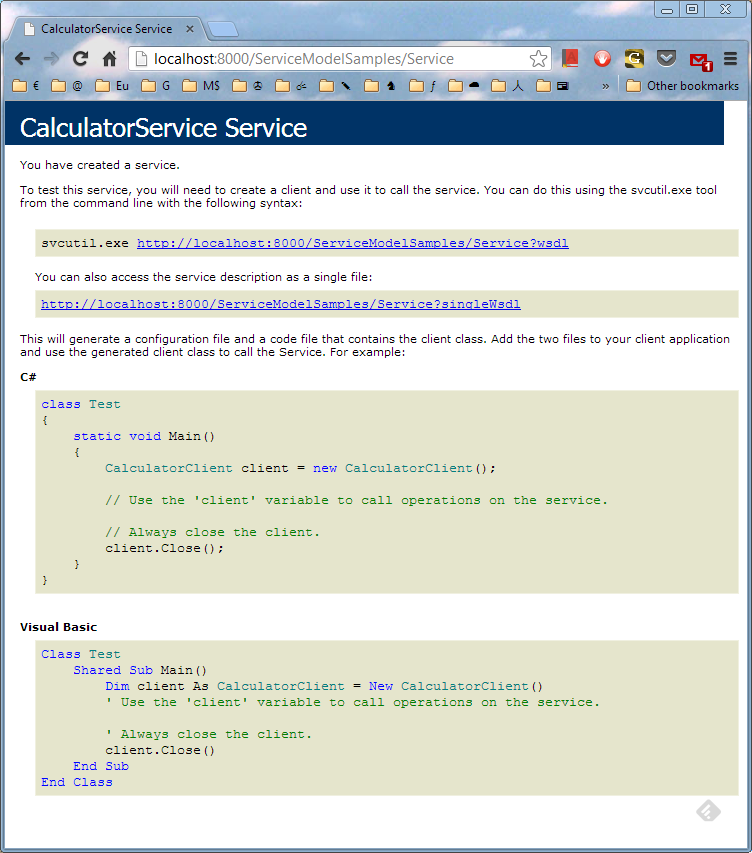 CalculatorService Service
localhost:8000/ServiceModelSamples/Service
1
€ @ Eu G M$ f 人 » Other bookmarks
CalculatorService Service
You have created a service.
To test this service, you will need to create a client and use it to call the service. You can do this using the svcutil.exe tool
from the command line with the following syntax:
svcutil.exe http://localhost:8000/ServiceModelSamples/Service?wsdl
You can also access the service description as a single file:
http://localhost:8000/ServiceModelSamples/Service?singleWsdl
This will generate a configuration file and a code file that contains the client class. Add the two files to your client application
and use the generated client class to call the Service. For example:
C#
class Test
{
    static void Main()
    {
        CalculatorClient client = new CalculatorClient();
        // Use the 'client' variable to call operations on the service.
        // Always close the client.
        client.Close();
    }
}
Visual Basic
Class Test
    Shared Sub Main()
        Dim client As CalculatorClient = New CalculatorClient()
        ' Use the 'client' variable to call operations on the service.
        ' Always close the client.
        client.Close()
    End Sub
End Class